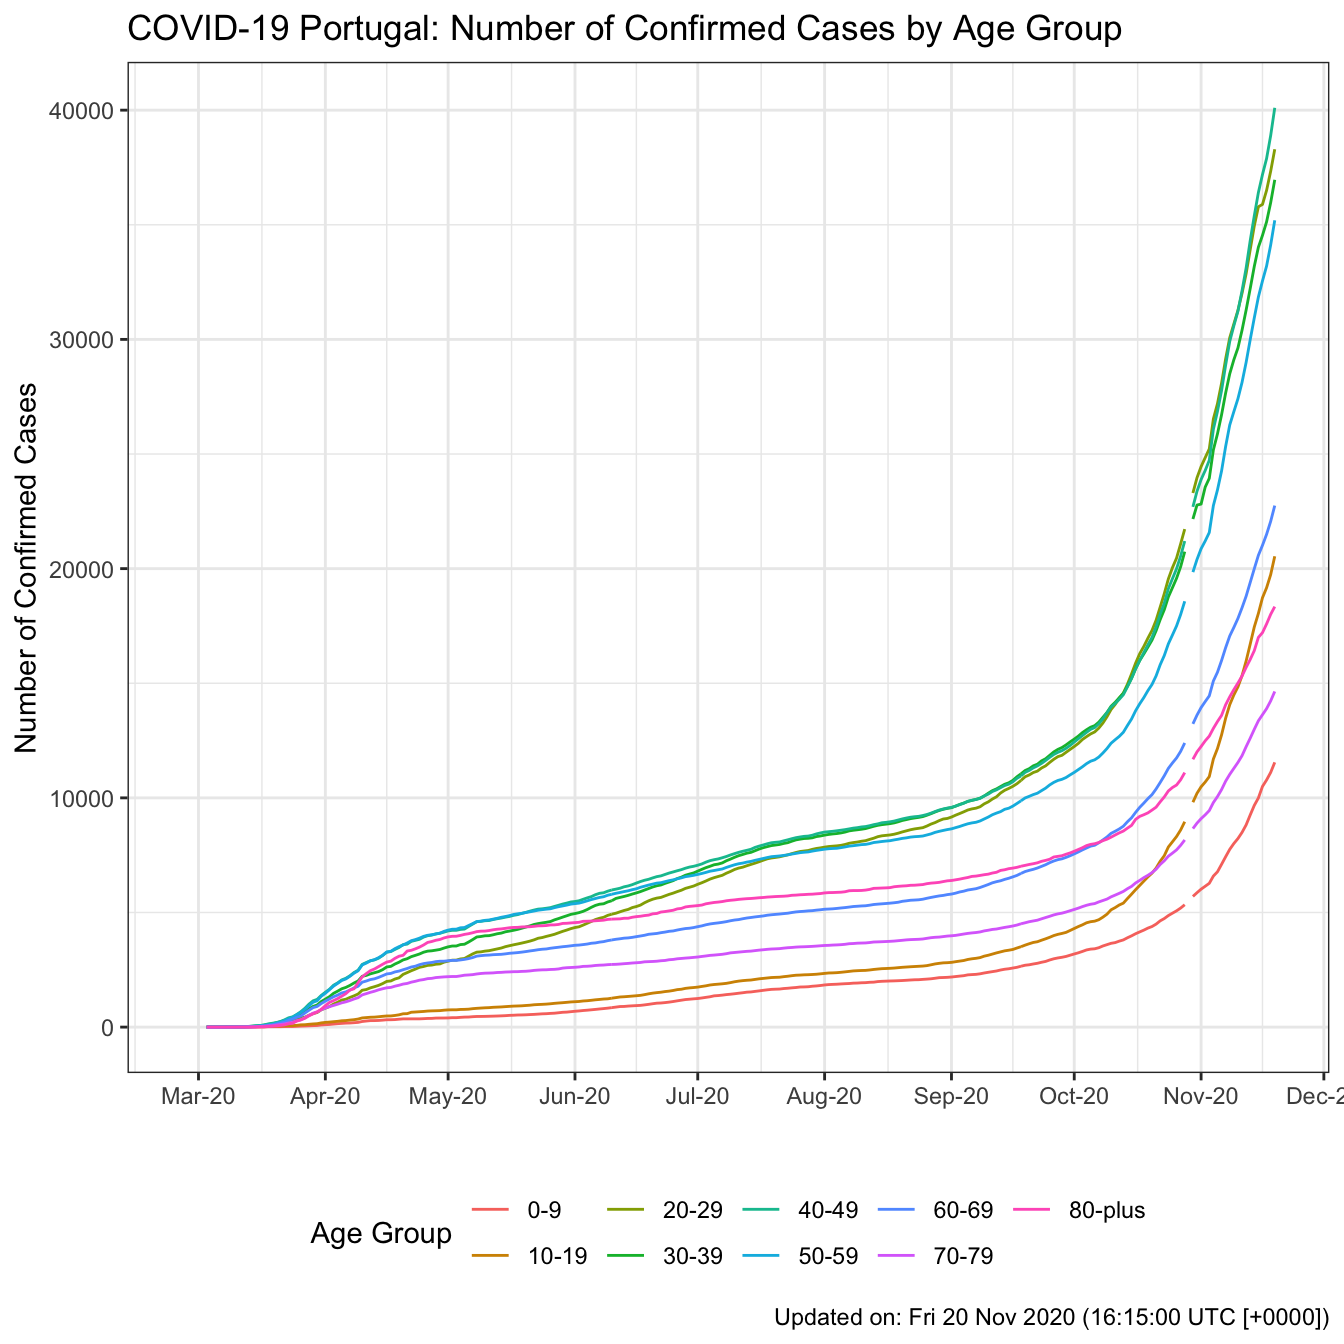 COVID-19 Portugal: Number of Confirmed Cases by Age Group
Number of Confirmed Cases
40000
30000
20000
10000
0
Mar-20 Apr-20 May-20 Jun-20 Jul-20 Aug-20 Sep-20 Oct-20 Nov-20 Dec-2
Age Group
0-9 20-29 40-49 60-69 80-plus
10-19 30-39 50-59 70-79
Updated on: Fri 20 Nov 2020 (16:15:00 UTC [+0000])